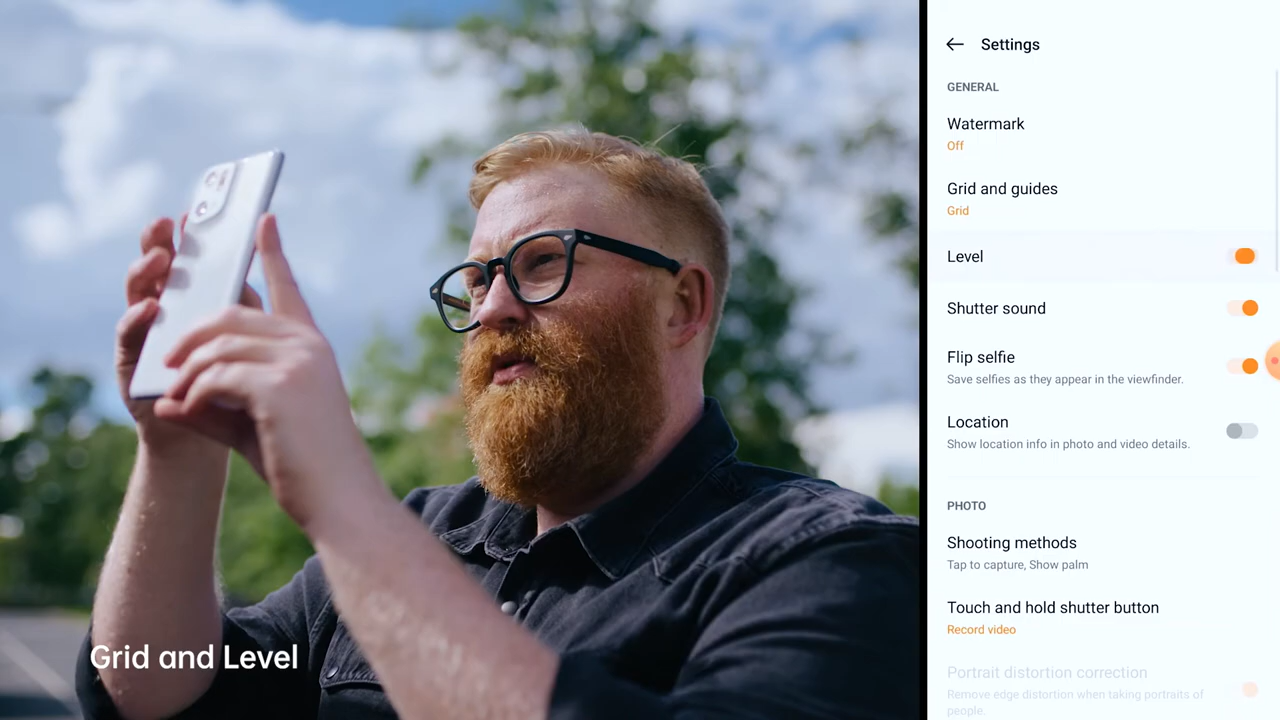 Settings
GENERAL
Watermark
Off
Grid and guides
Grid
Level
Shutter sound
Flip selfie
Save selfies as they appear in the viewfinder.
Location
Show location info in photo and video details.
PHOTO
Shooting methods
Tap to capture, Show palm
Touch and hold shutter button
Record video
Portrait distortion correction
Remove edge distortion when taking portraits of
people.
Grid and Level